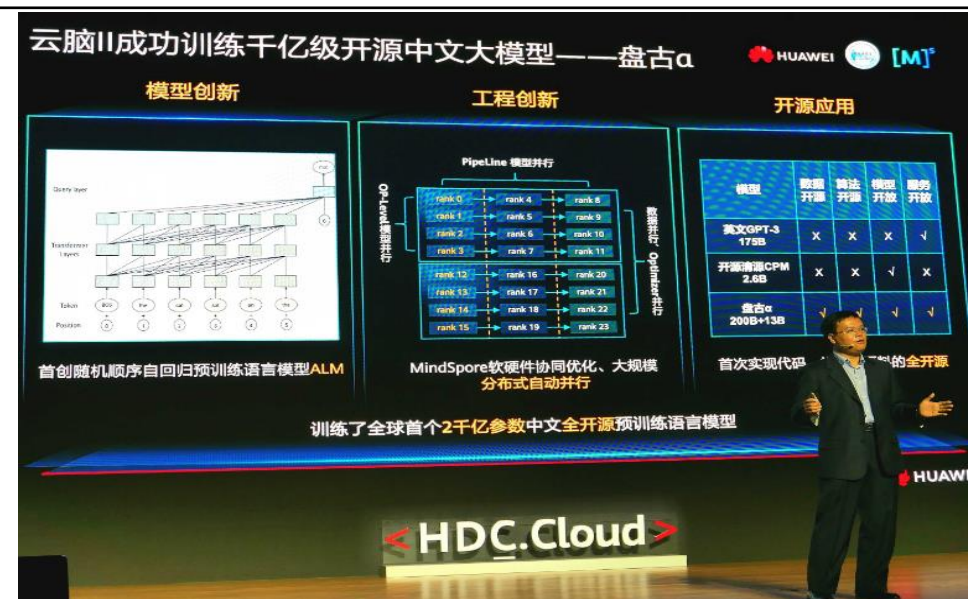 云脑II成功训练千亿级开源中文大模型——盘古α
HUAWEI
[M]ˢ
模型创新
工程创新
开源应用
Query layer
Transformer
Layers
Token
BOS
the
cat
sat
on
the
Position
0
1
2
3
4
5
首创随机顺序自回归预训练语言模型ALM
PipeLine 模型并行
OP-Level模型并行
rank 0 rank 4 rank 8
rank 1 rank 5 rank 9
rank 2 rank 6 rank 10
rank 3 rank 7 rank 11
rank 12 rank 16 rank 20
rank 13 rank 17 rank 21
rank 14 rank 18 rank 22
rank 15 rank 19 rank 23
数据并行、Optimizer并行
MindSpore软硬件协同优化、大规模
分布式自动并行
模型 数据开源 算法开源 模型开放 服务开放
英文GPT-3 175B X X X √
开源清源CPM 2.6B X X √ X
盘古α 200B+13B √ √ √ √
首次实现代码、 的全开源
训练了全球首个2千亿参数中文全开源预训练语言模型
HUAWEI
<HDC.Cloud>